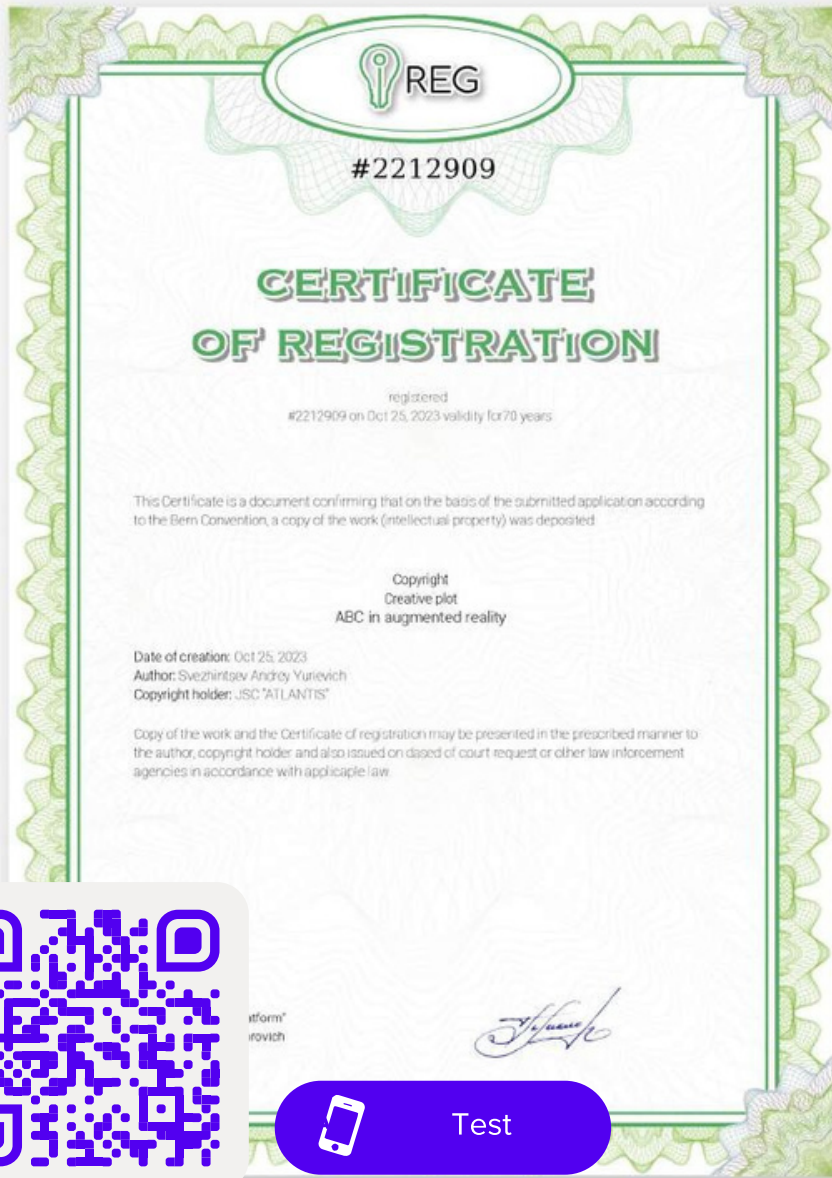 REG
#2212909
CERTIFICATE
OF REGISTRATION
registered
#2212909 on Oct 25, 2023 validity for70 years
This Certificate is a document confirming that on the basis of the submitted application according
to the Bern Convention, a copy of the work (intellectual property) was deposited
Copyright
Creative plot
ABC in augmented reality
Date of creation: Oct 25, 2023
Author: Svezhintsev Andrey Yurievich
Copyright holder: JSC "ATLANTIS"
Copy of the work and the Certificate of registration may be presented in the prescribed manner to
the author, copyright holder and also issued on dased of court request or other law inforcement
agencies in accordance with applicaple law.
atform"
rovich
Test